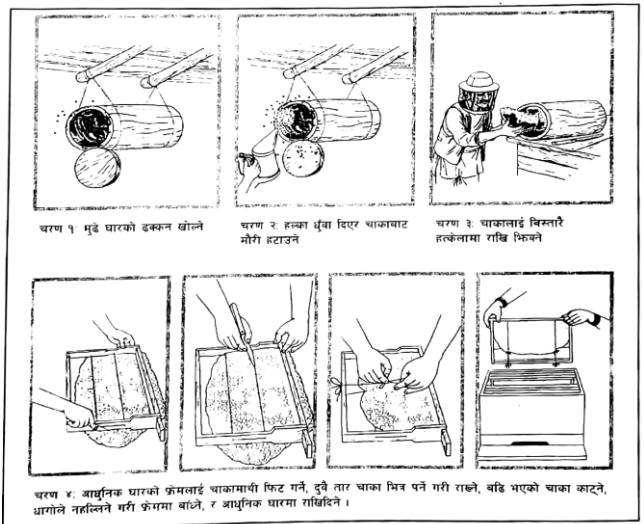 चरण १: मुढे घारको ढक्कन खोल्ने
चरण २: हल्का धुँवा दिएर चाकाबाट
मौरी हटाउने
चरण ३: चाकालाई बिस्तारै
हत्केलामा राखि झिक्ने
चरण ४: आधुनिक घारको फ्रेमलाई चाकामाथी फिट गर्ने, दुवै तार चाका भित्र पर्ने गरी राख्ने, बढि भएको चाका काट्ने,
धागोले नहल्लिने गरी फ्रेममा बाँध्ने, र आधुनिक घारमा राखिदिने ।